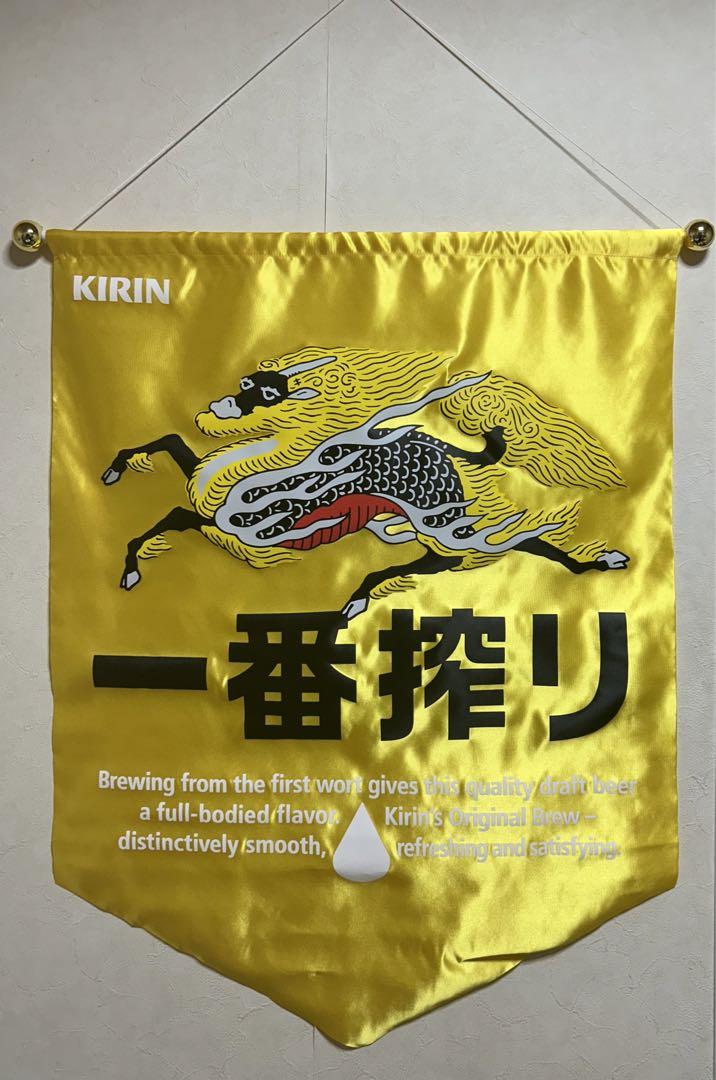 KIRIN
一番搾り
Brewing from the first wort gives this quality draft beer
a full-bodied flavor. Kirin's Original Brew –
distinctively smooth, refreshing and satisfying.